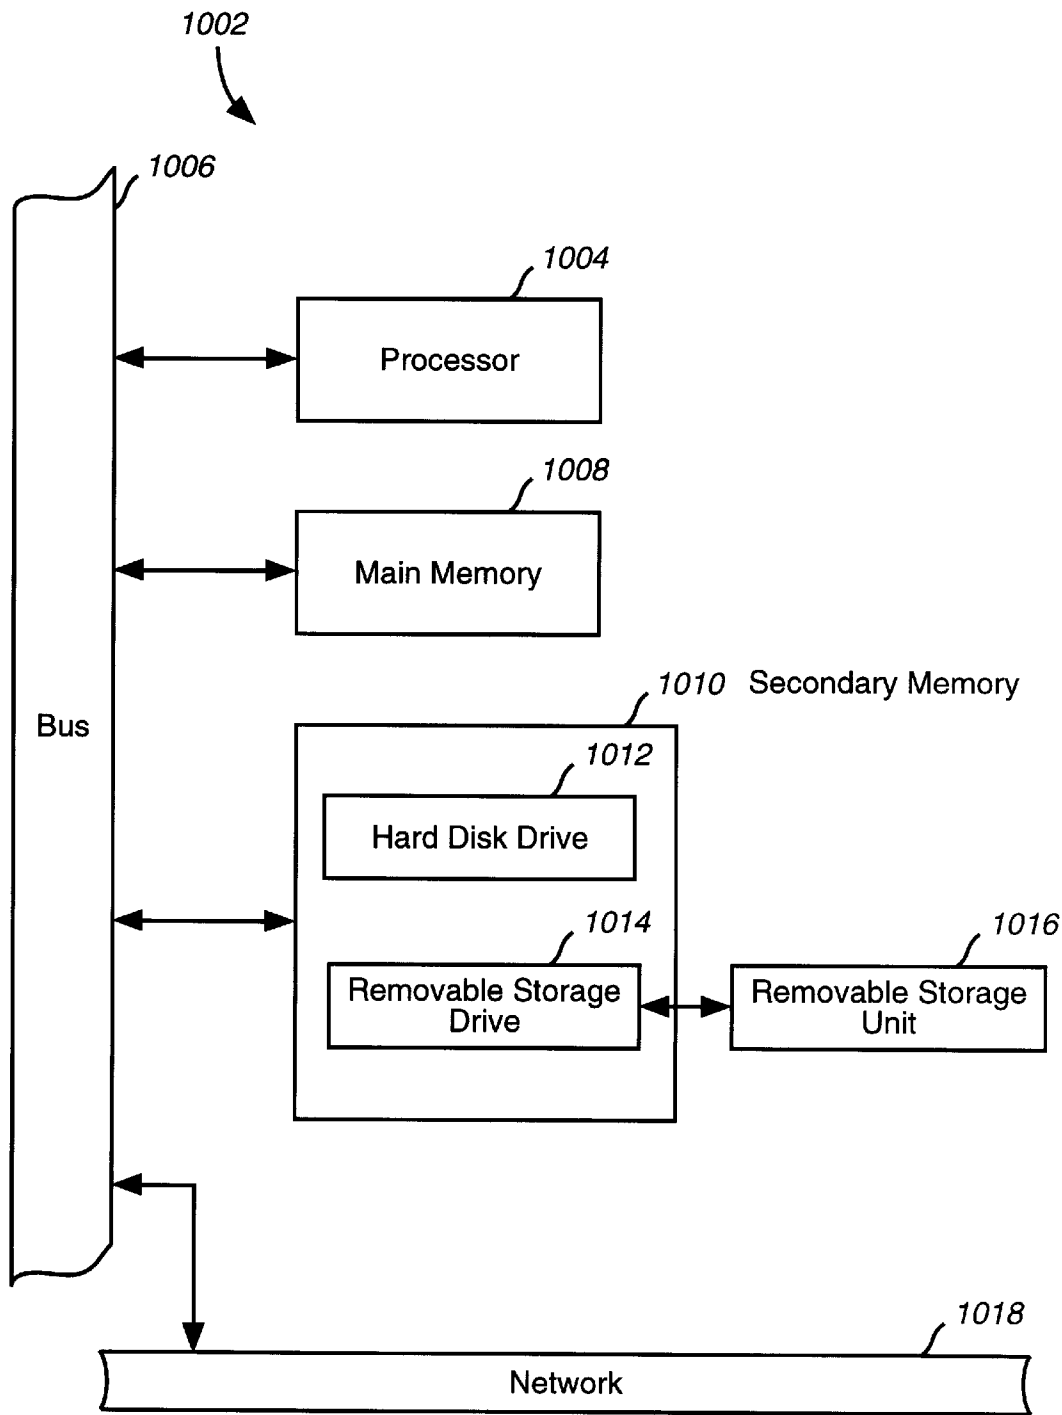 1002
1006
1004
Processor
1008
Main Memory
1010 Secondary Memory
Bus
1012
Hard Disk Drive
1014
Removable Storage
Drive
1016
Removable Storage
Unit
1018
Network